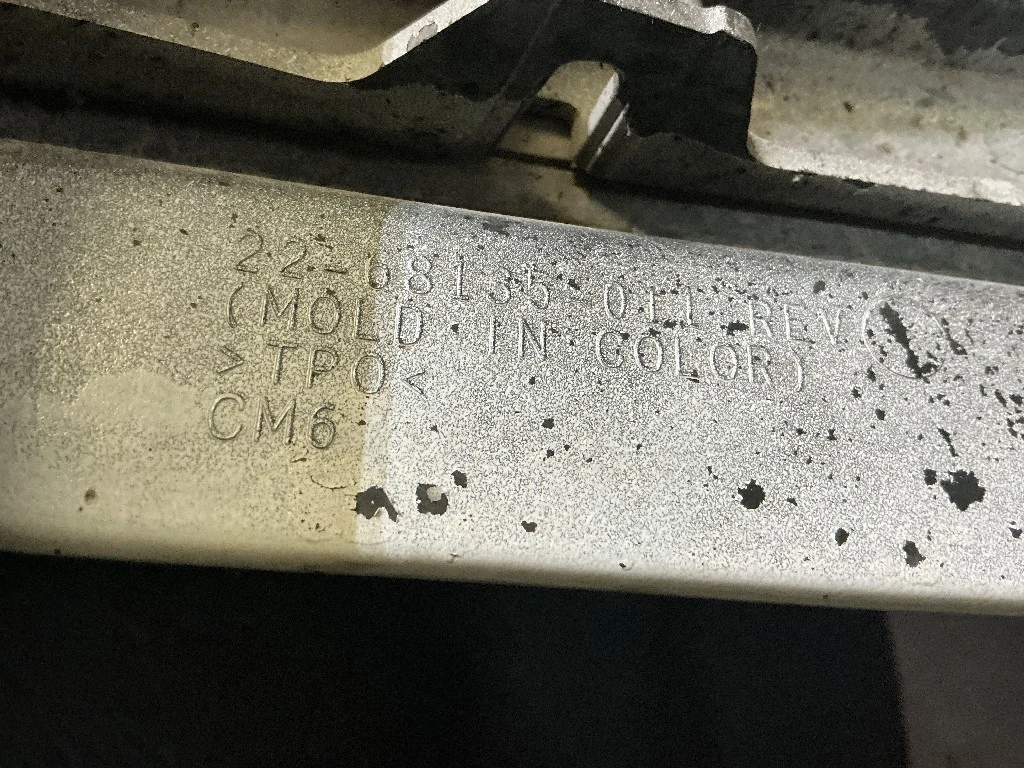 22-68135-011 REV(
(MOLD IN COLOR)
>TPO<
CM6